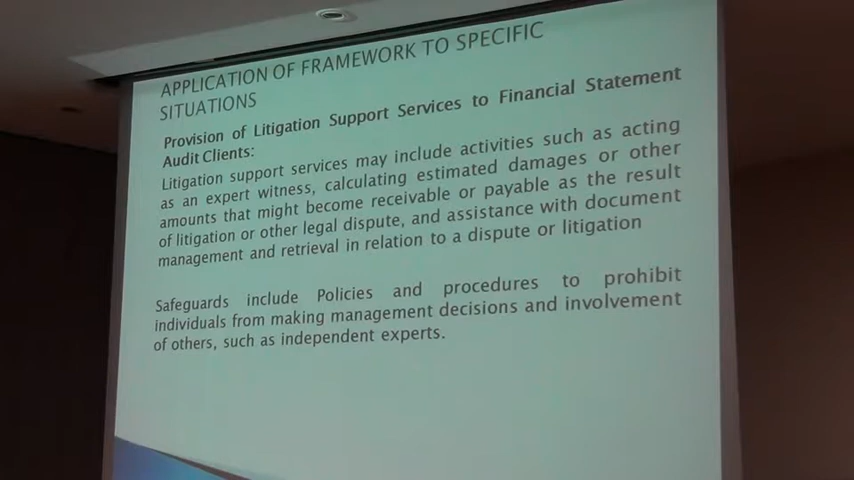 APPLICATION OF FRAMEWORK TO SPECIFIC
SITUATIONS
Provision of Litigation Support Services to Financial Statement
Audit Clients:
Litigation support services may include activities such as acting
as an expert witness, calculating estimated damages or other
amounts that might become receivable or payable as the result
of litigation or other legal dispute, and assistance with document
management and retrieval in relation to a dispute or litigation
Safeguards include Policies and procedures to prohibit
individuals from making management decisions and involvement
of others, such as independent experts.